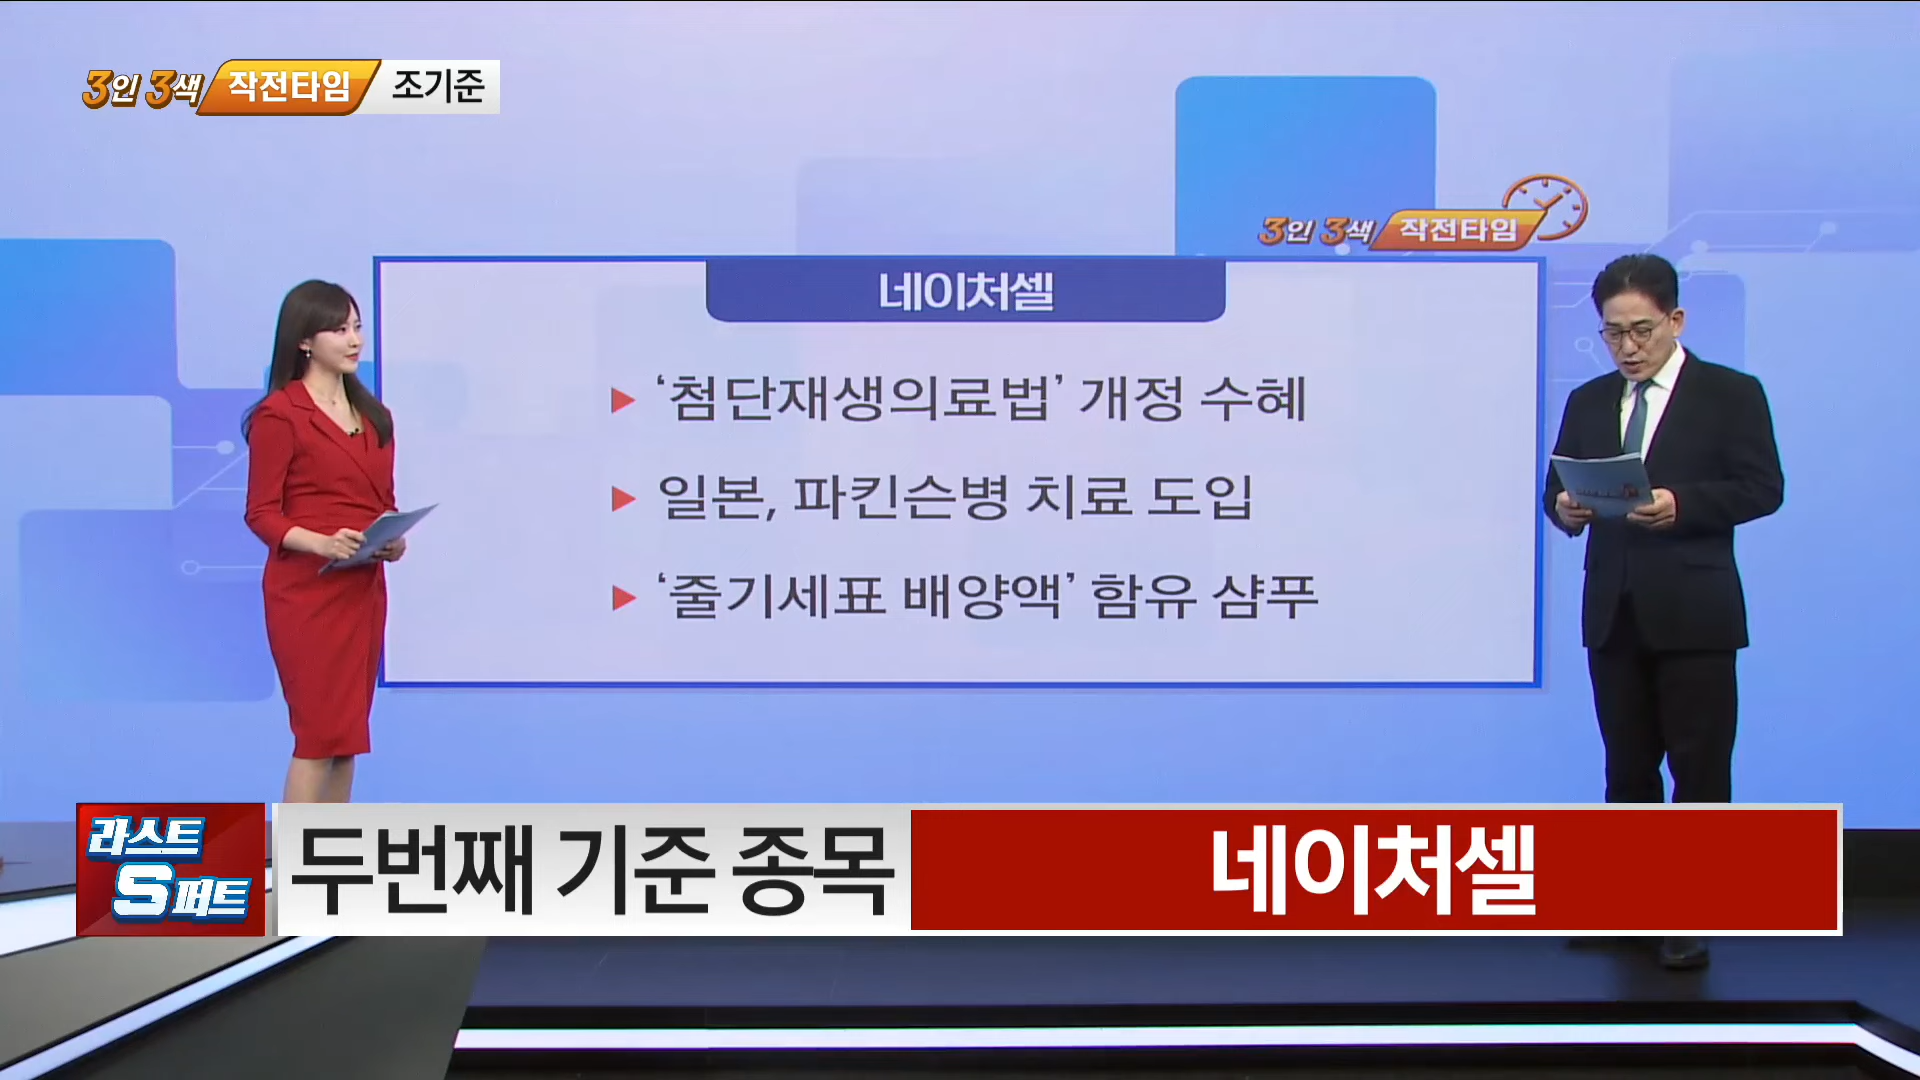 3인 3색 작전타임 조기준
3인 3색 작전타임
네이처셀
▶ ‘첨단재생의료법’ 개정 수혜
▶ 일본, 파킨슨병 치료 도입
▶ ‘줄기세표 배양액’ 함유 샴푸
라스트
S퍼트
두번째 기준 종목
네이처셀